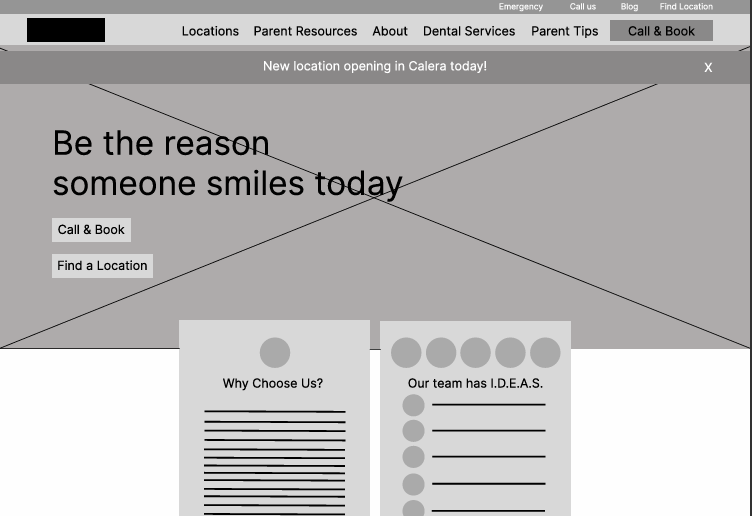 Emergency Call us Blog Find Location
Locations Parent Resources About Dental Services Parent Tips Call & Book
New location opening in Calera today! X
Be the reason
someone smiles today
Call & Book
Find a Location
Why Choose Us? Our team has I.D.E.A.S.